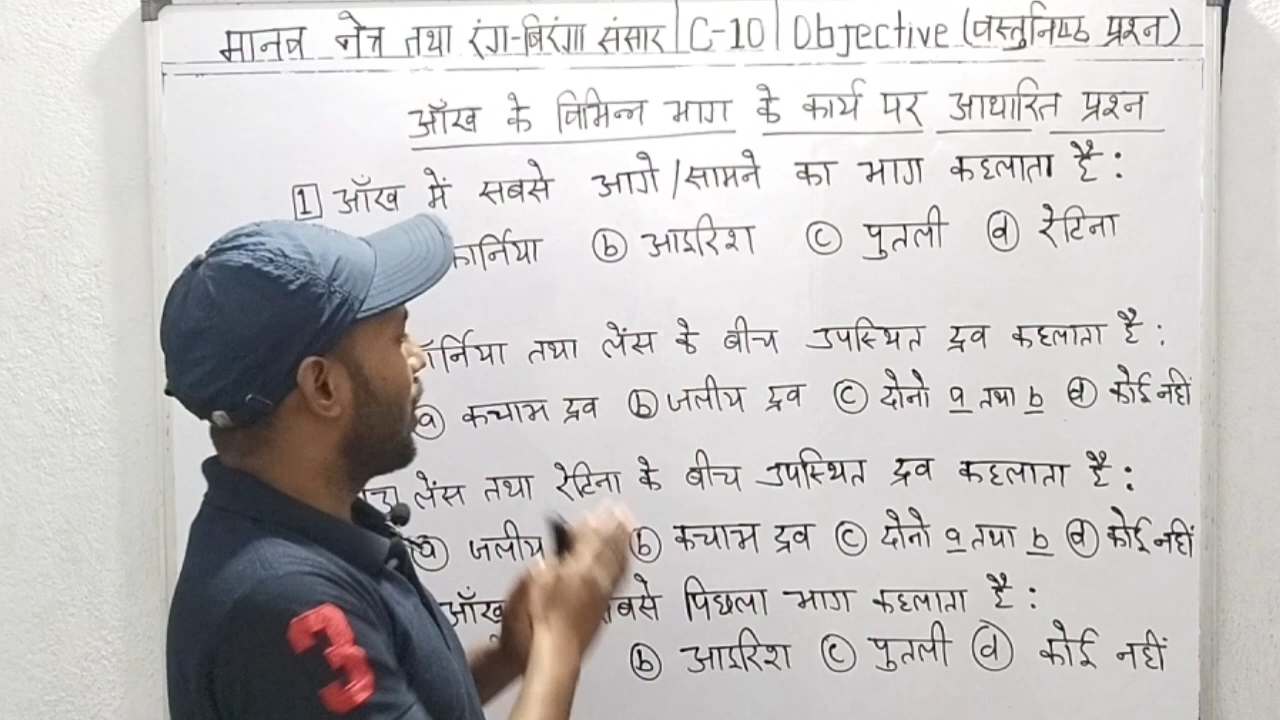 मानव नेत्र तथा रंग-बिरंगा संसार | C-10 | Objective (वस्तुनिष्ठ प्रश्न)
आँख के विभिन्न भाग के कार्य पर आधारित प्रश्न
1 आँख में सबसे आगे/सामने का भाग कहलाता है:
कार्निया (b) आइरिश (c) पुतली (d) रेटिना
कॉर्निया तथा लेंस के बीच उपस्थित द्रव कहलाता है:
(a) कचाभ द्रव (b) जलीय द्रव (c) दोनो a तथा b (d) कोई नहीं
लेंस तथा रेटिना के बीच उपस्थित द्रव कहलाता है:
(a) जलीय (b) कचाभ द्रव (c) दोनो a तथा b (d) कोई नहीं
आँख सबसे पिछला भाग कहलाता है:
(b) आइरिश (c) पुतली (d) कोई नहीं
3